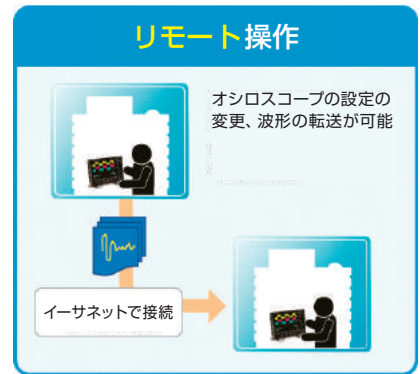 リモート操作
オシロスコープの設定の
変更、波形の転送が可能
イーサネットで接続